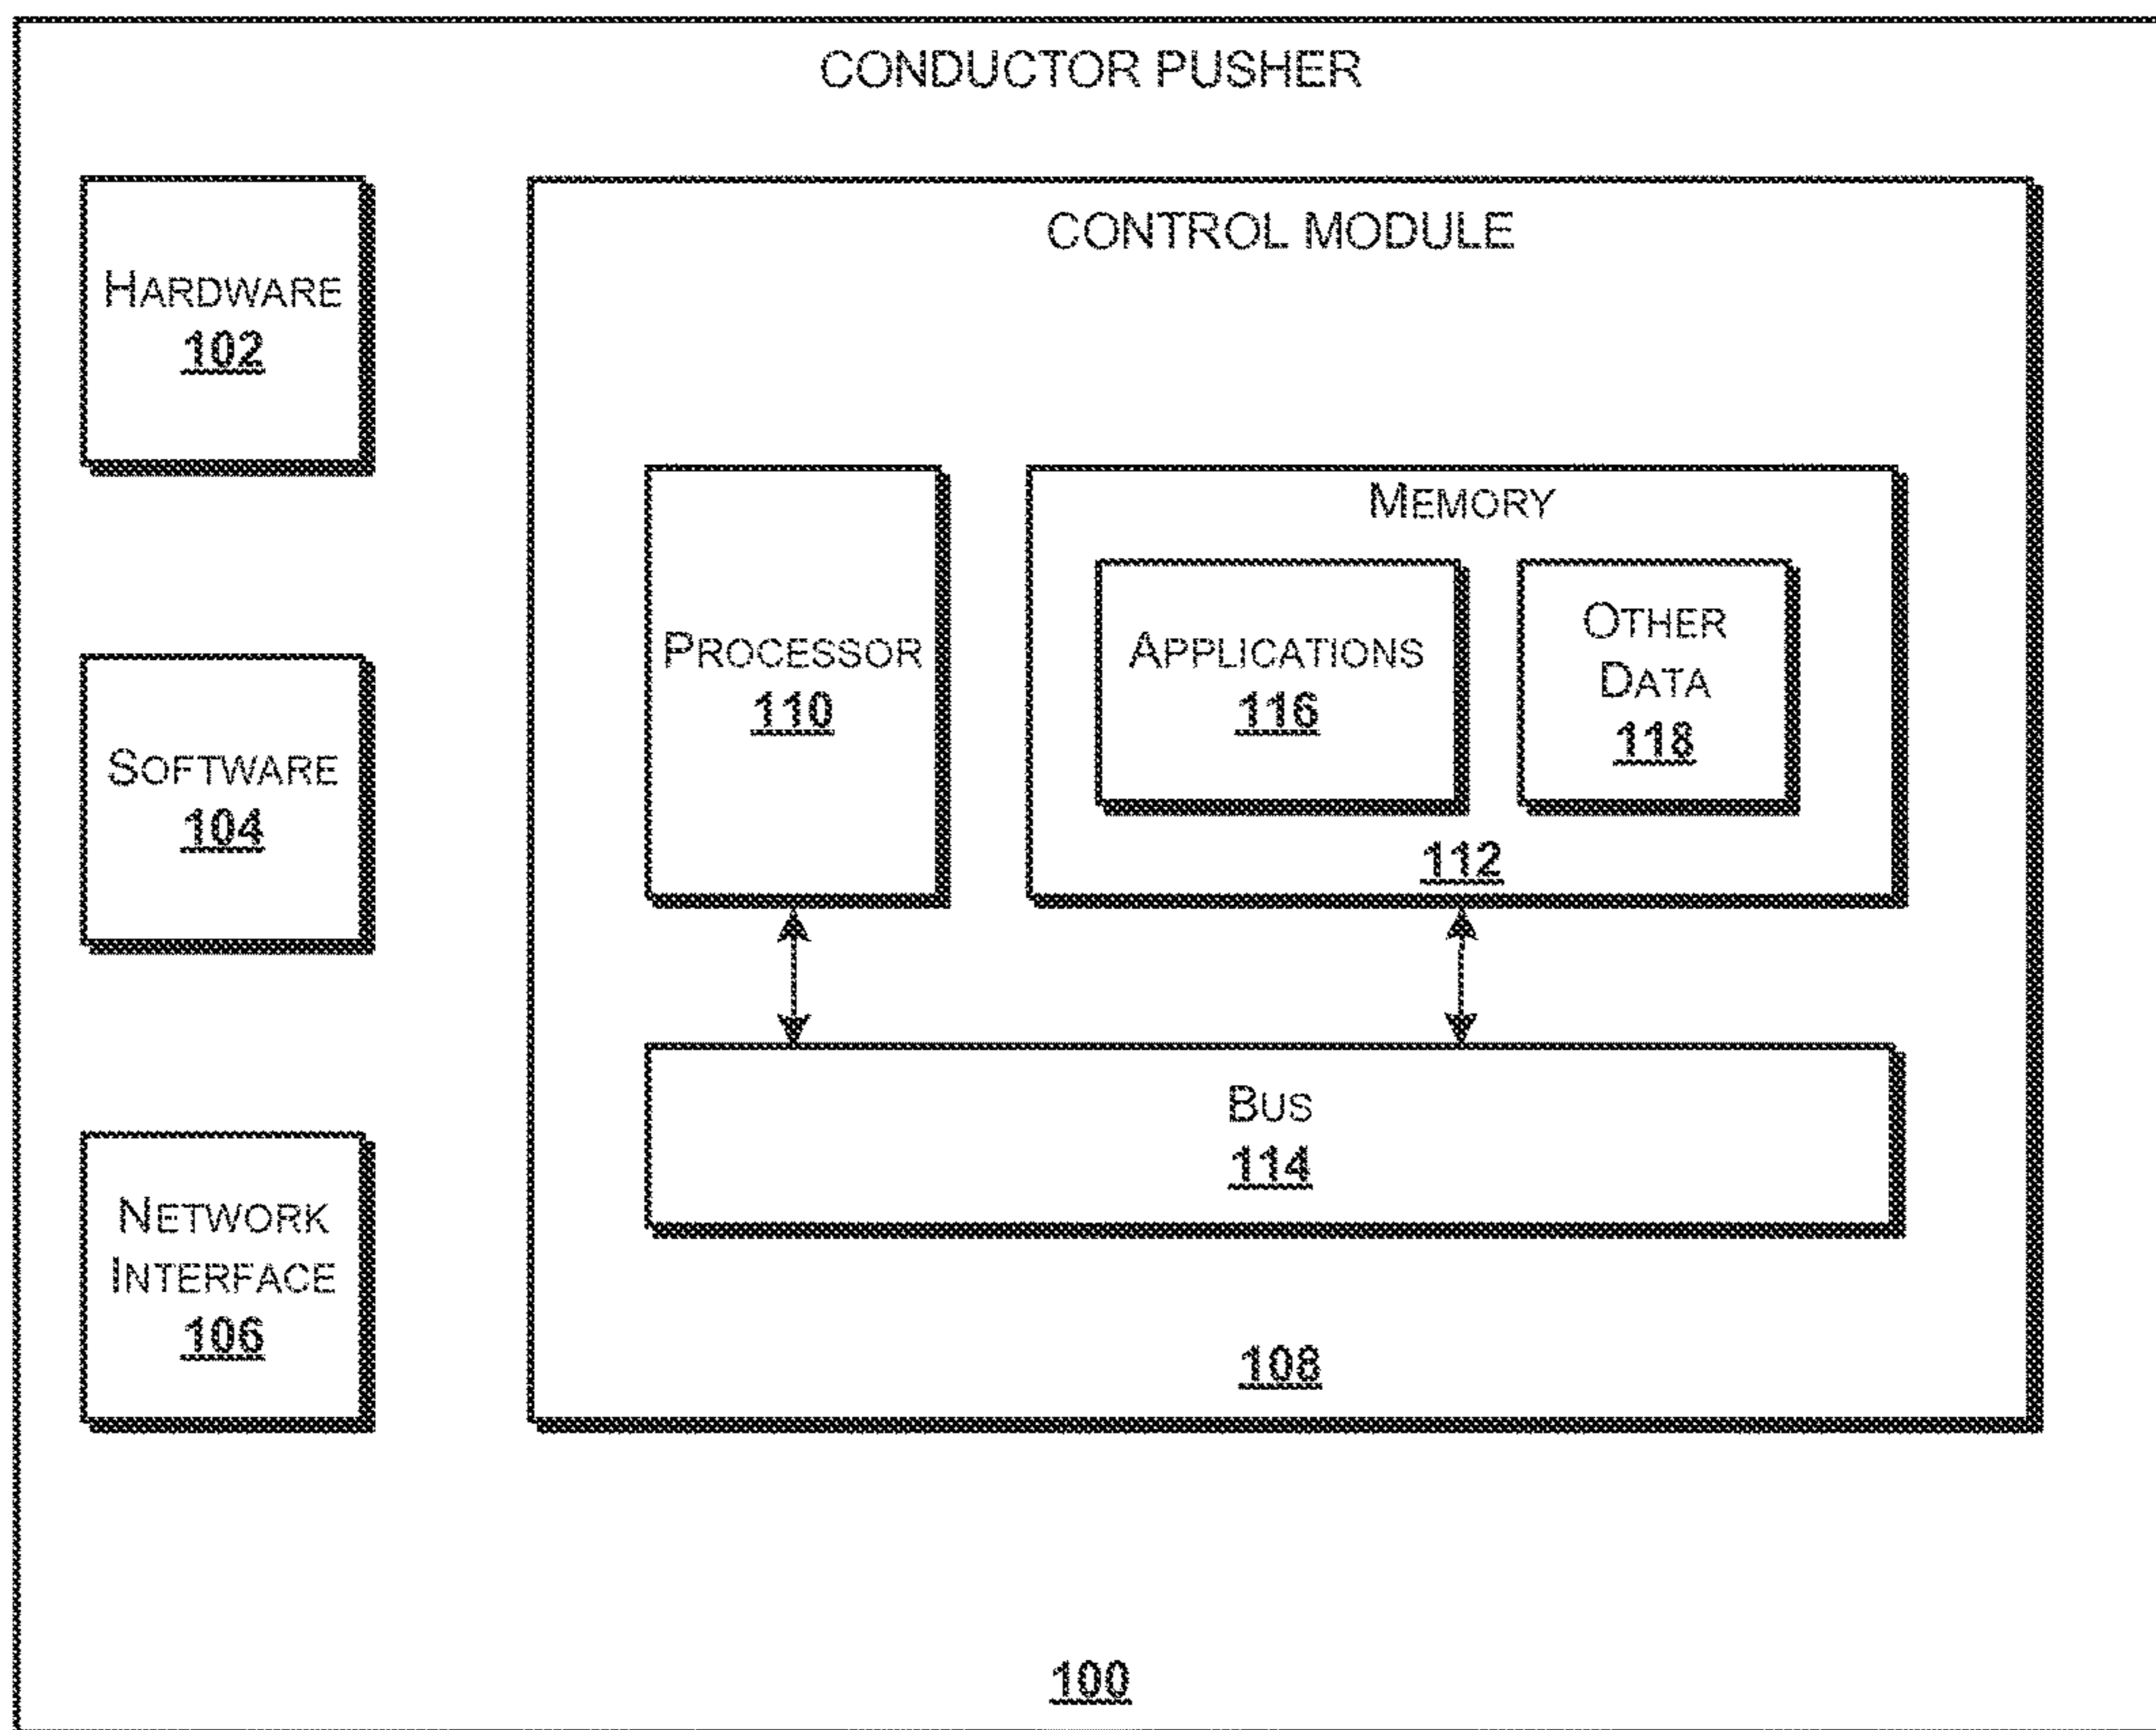 CONDUCTOR PUSHER
HARDWARE
102
SOFTWARE
104
NETWORK
INTERFACE
106
CONTROL MODULE
PROCESSOR
110
MEMORY
APPLICATIONS
116
OTHER
DATA
118
112
BUS
114
108
100